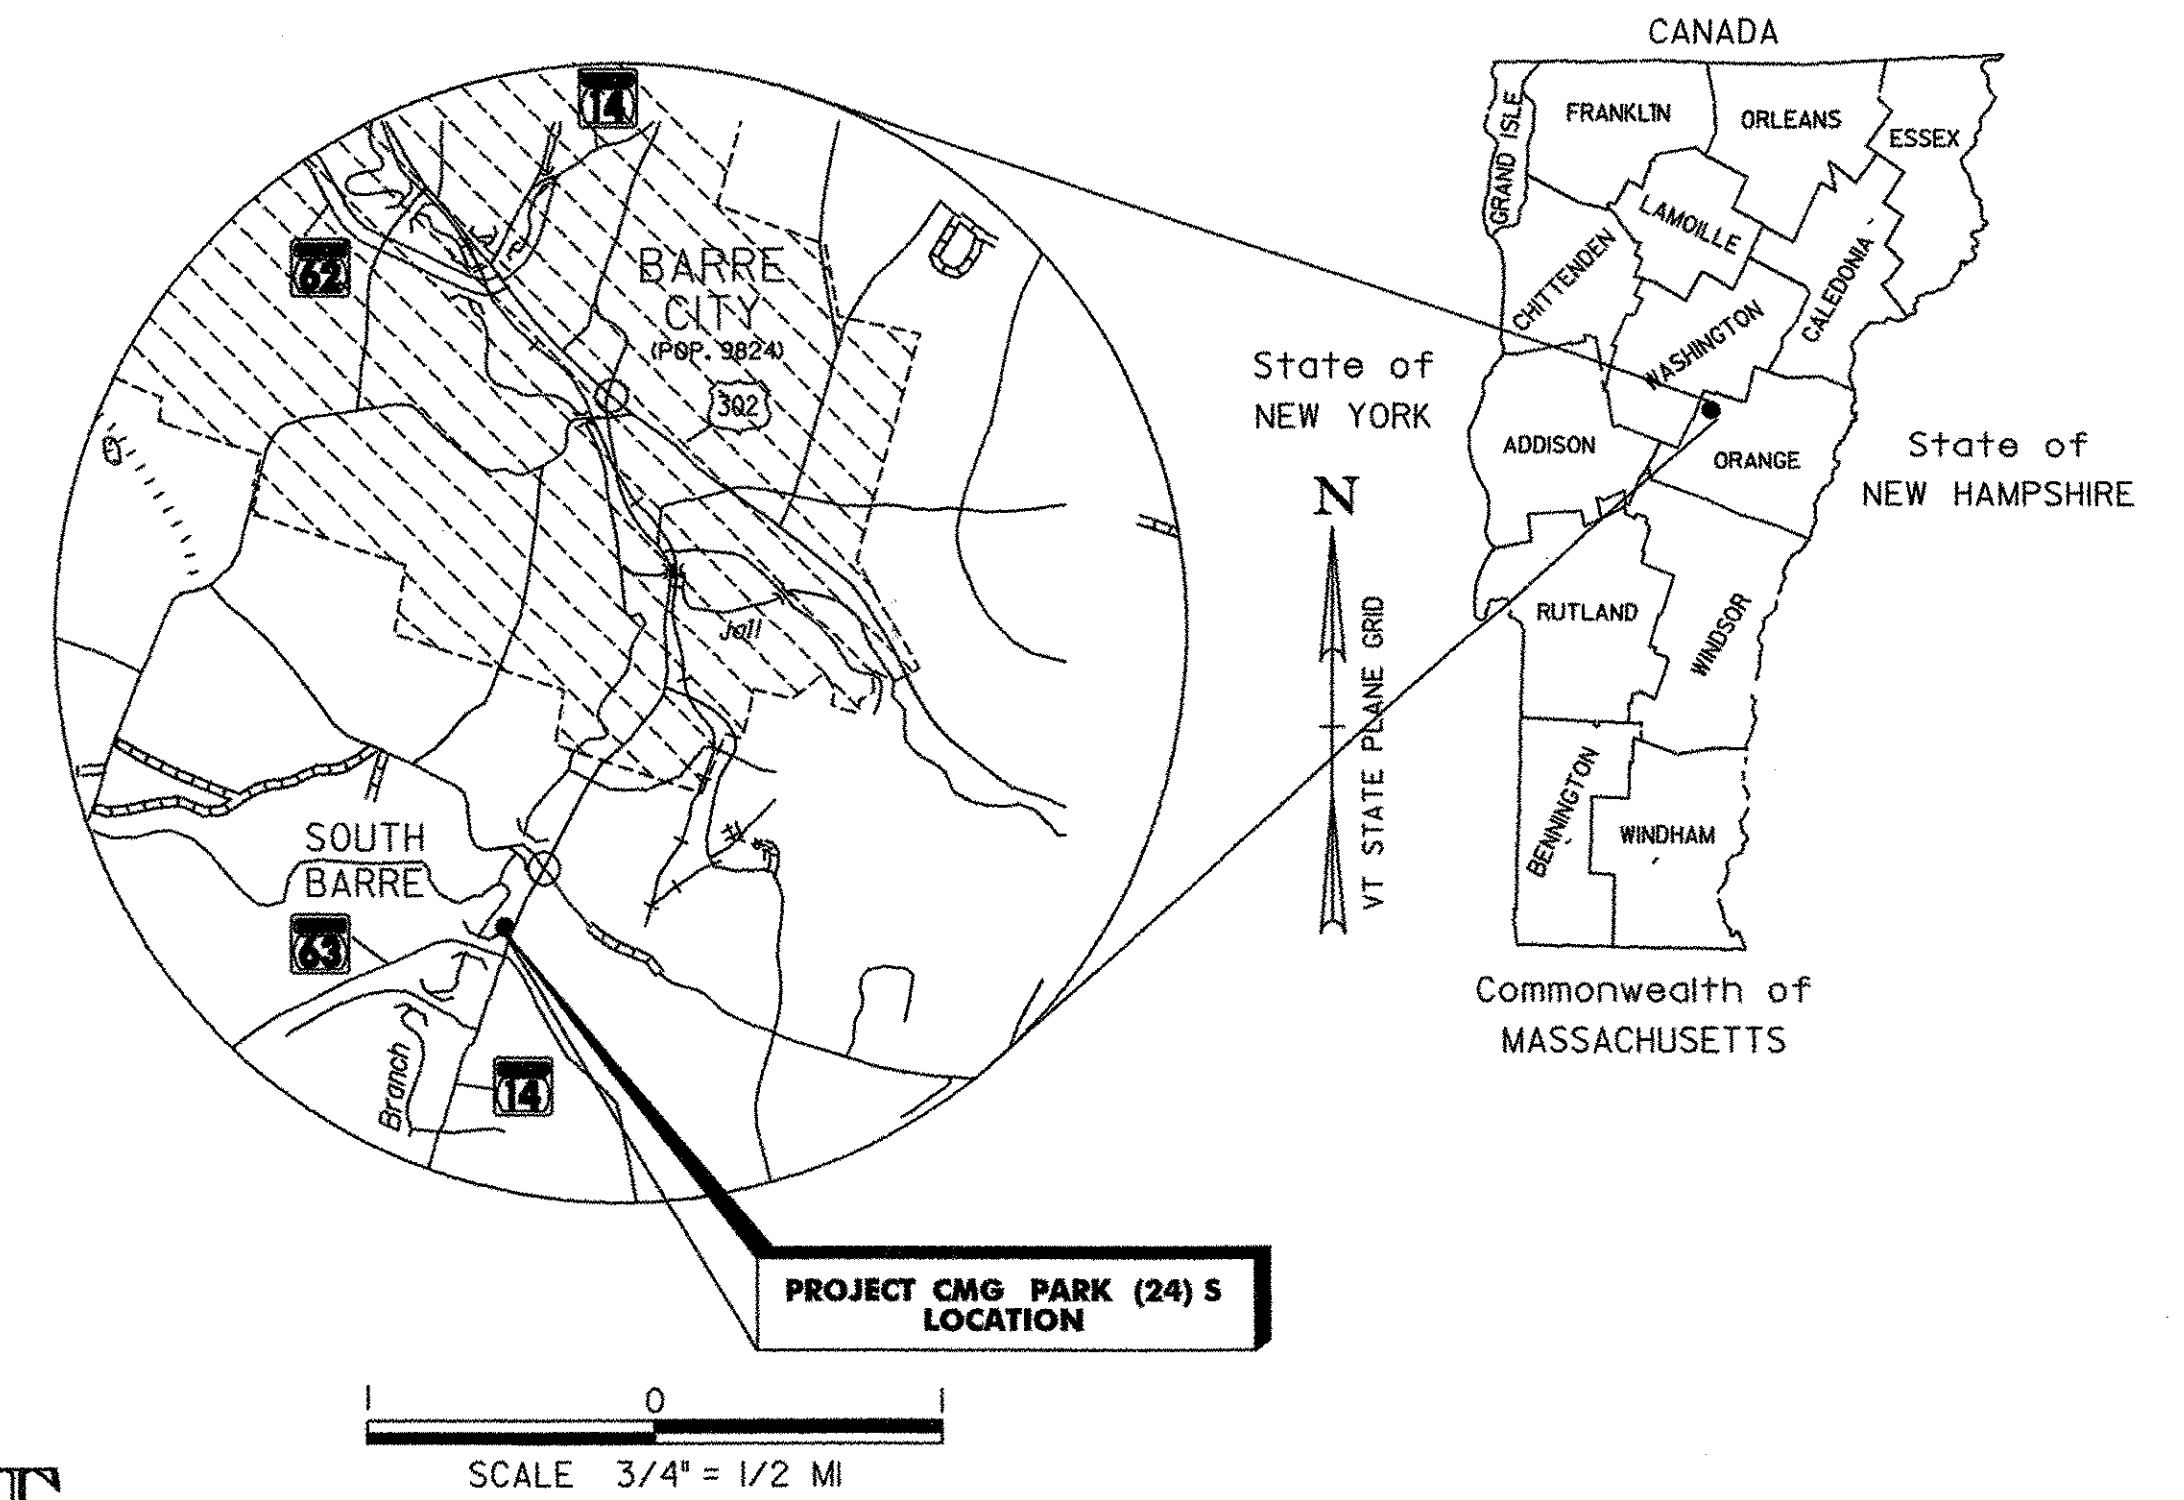 CANADA
14
62
BARRE
CITY
(POP. 9824)
302
Jail
SOUTH
BARRE
63
Branch
14
PROJECT CMG PARK (24) S
LOCATION
1 0 1
SCALE 3/4" = 1/2 MI
GRAND ISLE
FRANKLIN
ORLEANS
ESSEX
LAMOILLE
CHITTENDEN
CALEDONIA
WASHINGTON
State of
NEW YORK
ADDISON
ORANGE
State of
NEW HAMPSHIRE
N
VT STATE PLANE GRID
RUTLAND
WINDSOR
BENNINGTON
WINDHAM
Commonwealth of
MASSACHUSETTS